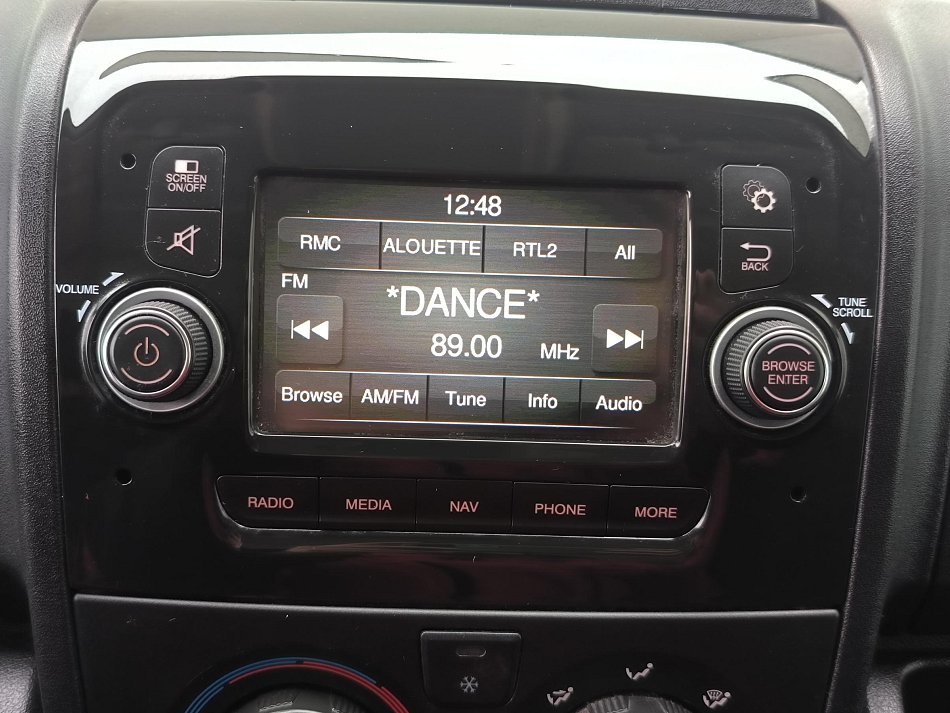 SCREEN
ON/OFF
12:48
RMC ALOUETTE RTL2 All
BACK
VOLUME
FM
*DANCE*
TUNE
SCROLL
89.00 MHz
BROWSE
ENTER
Browse AM/FM Tune Info Audio
RADIO MEDIA NAV PHONE MORE